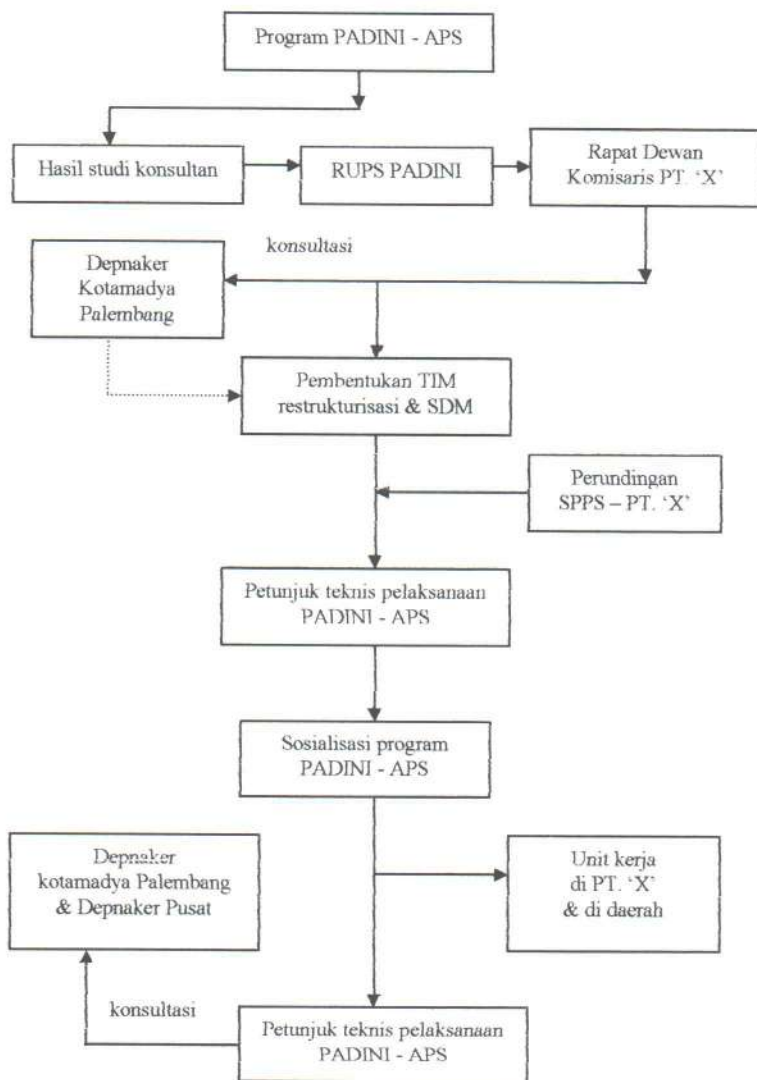 Program PADINI - APS
Hasil studi konsultan
RUPS PADINI
Rapat Dewan
Komisaris PT. ‘X’
konsultasi
Depnaker
Kotamadya
Palembang
Pembentukan TIM
restrukturisasi & SDM
Perundingan
SPPS – PT. ‘X’
Petunjuk teknis pelaksanaan
PADINI - APS
Sosialisasi program
PADINI - APS
Depnaker
kotamadya Palembang
& Depnaker Pusat
Unit kerja
di PT. ‘X’
& di daerah
konsultasi
Petunjuk teknis pelaksanaan
PADINI - APS